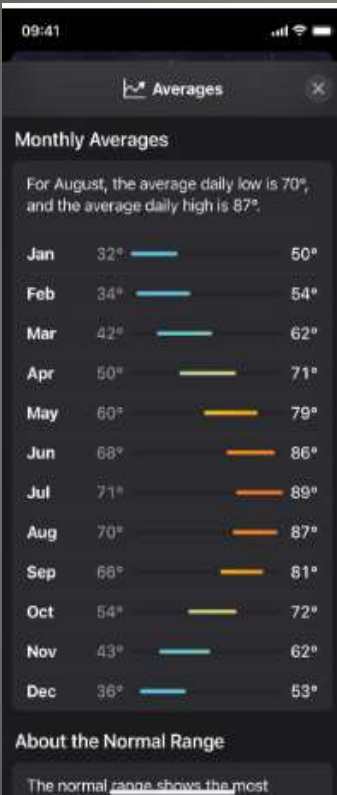 09:41
Averages
Monthly Averages
For August, the average daily low is 70°,
and the average daily high is 87°.
Jan 32° 50°
Feb 34° 54°
Mar 42° 62°
Apr 50° 71°
May 60° 79°
Jun 68° 86°
Jul 71° 89°
Aug 70° 87°
Sep 66° 81°
Oct 54° 72°
Nov 43° 62°
Dec 36° 53°
About the Normal Range
The normal range shows the most